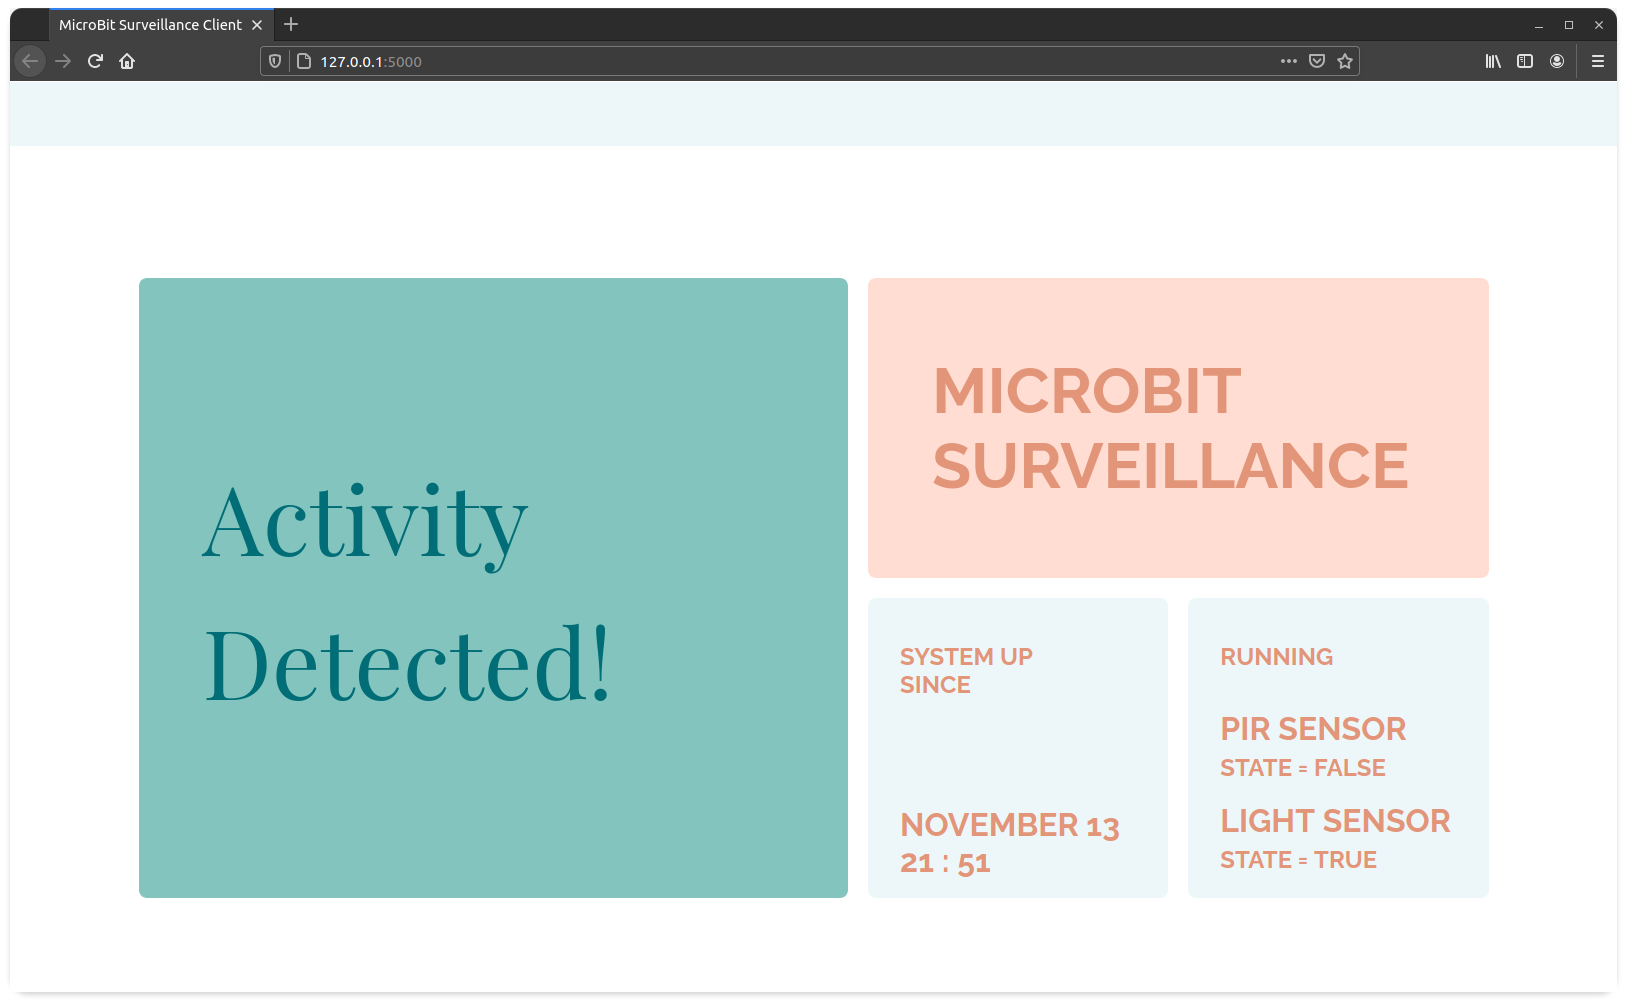 MicroBit Surveillance Client
127.0.0.1:5000
Activity
Detected!
MICROBIT
SURVEILLANCE
SYSTEM UP
SINCE
NOVEMBER 13
21 : 51
RUNNING
PIR SENSOR
STATE = FALSE
LIGHT SENSOR
STATE = TRUE